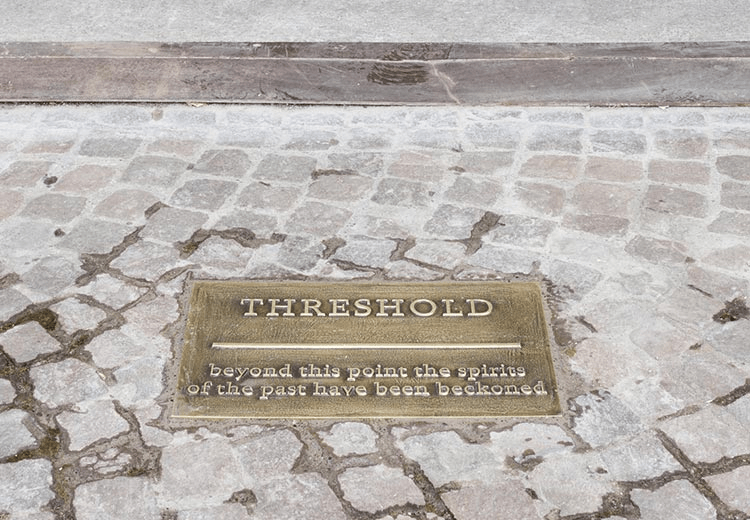 THRESHOLD
beyond this point the spirits
of the past have been beckoned